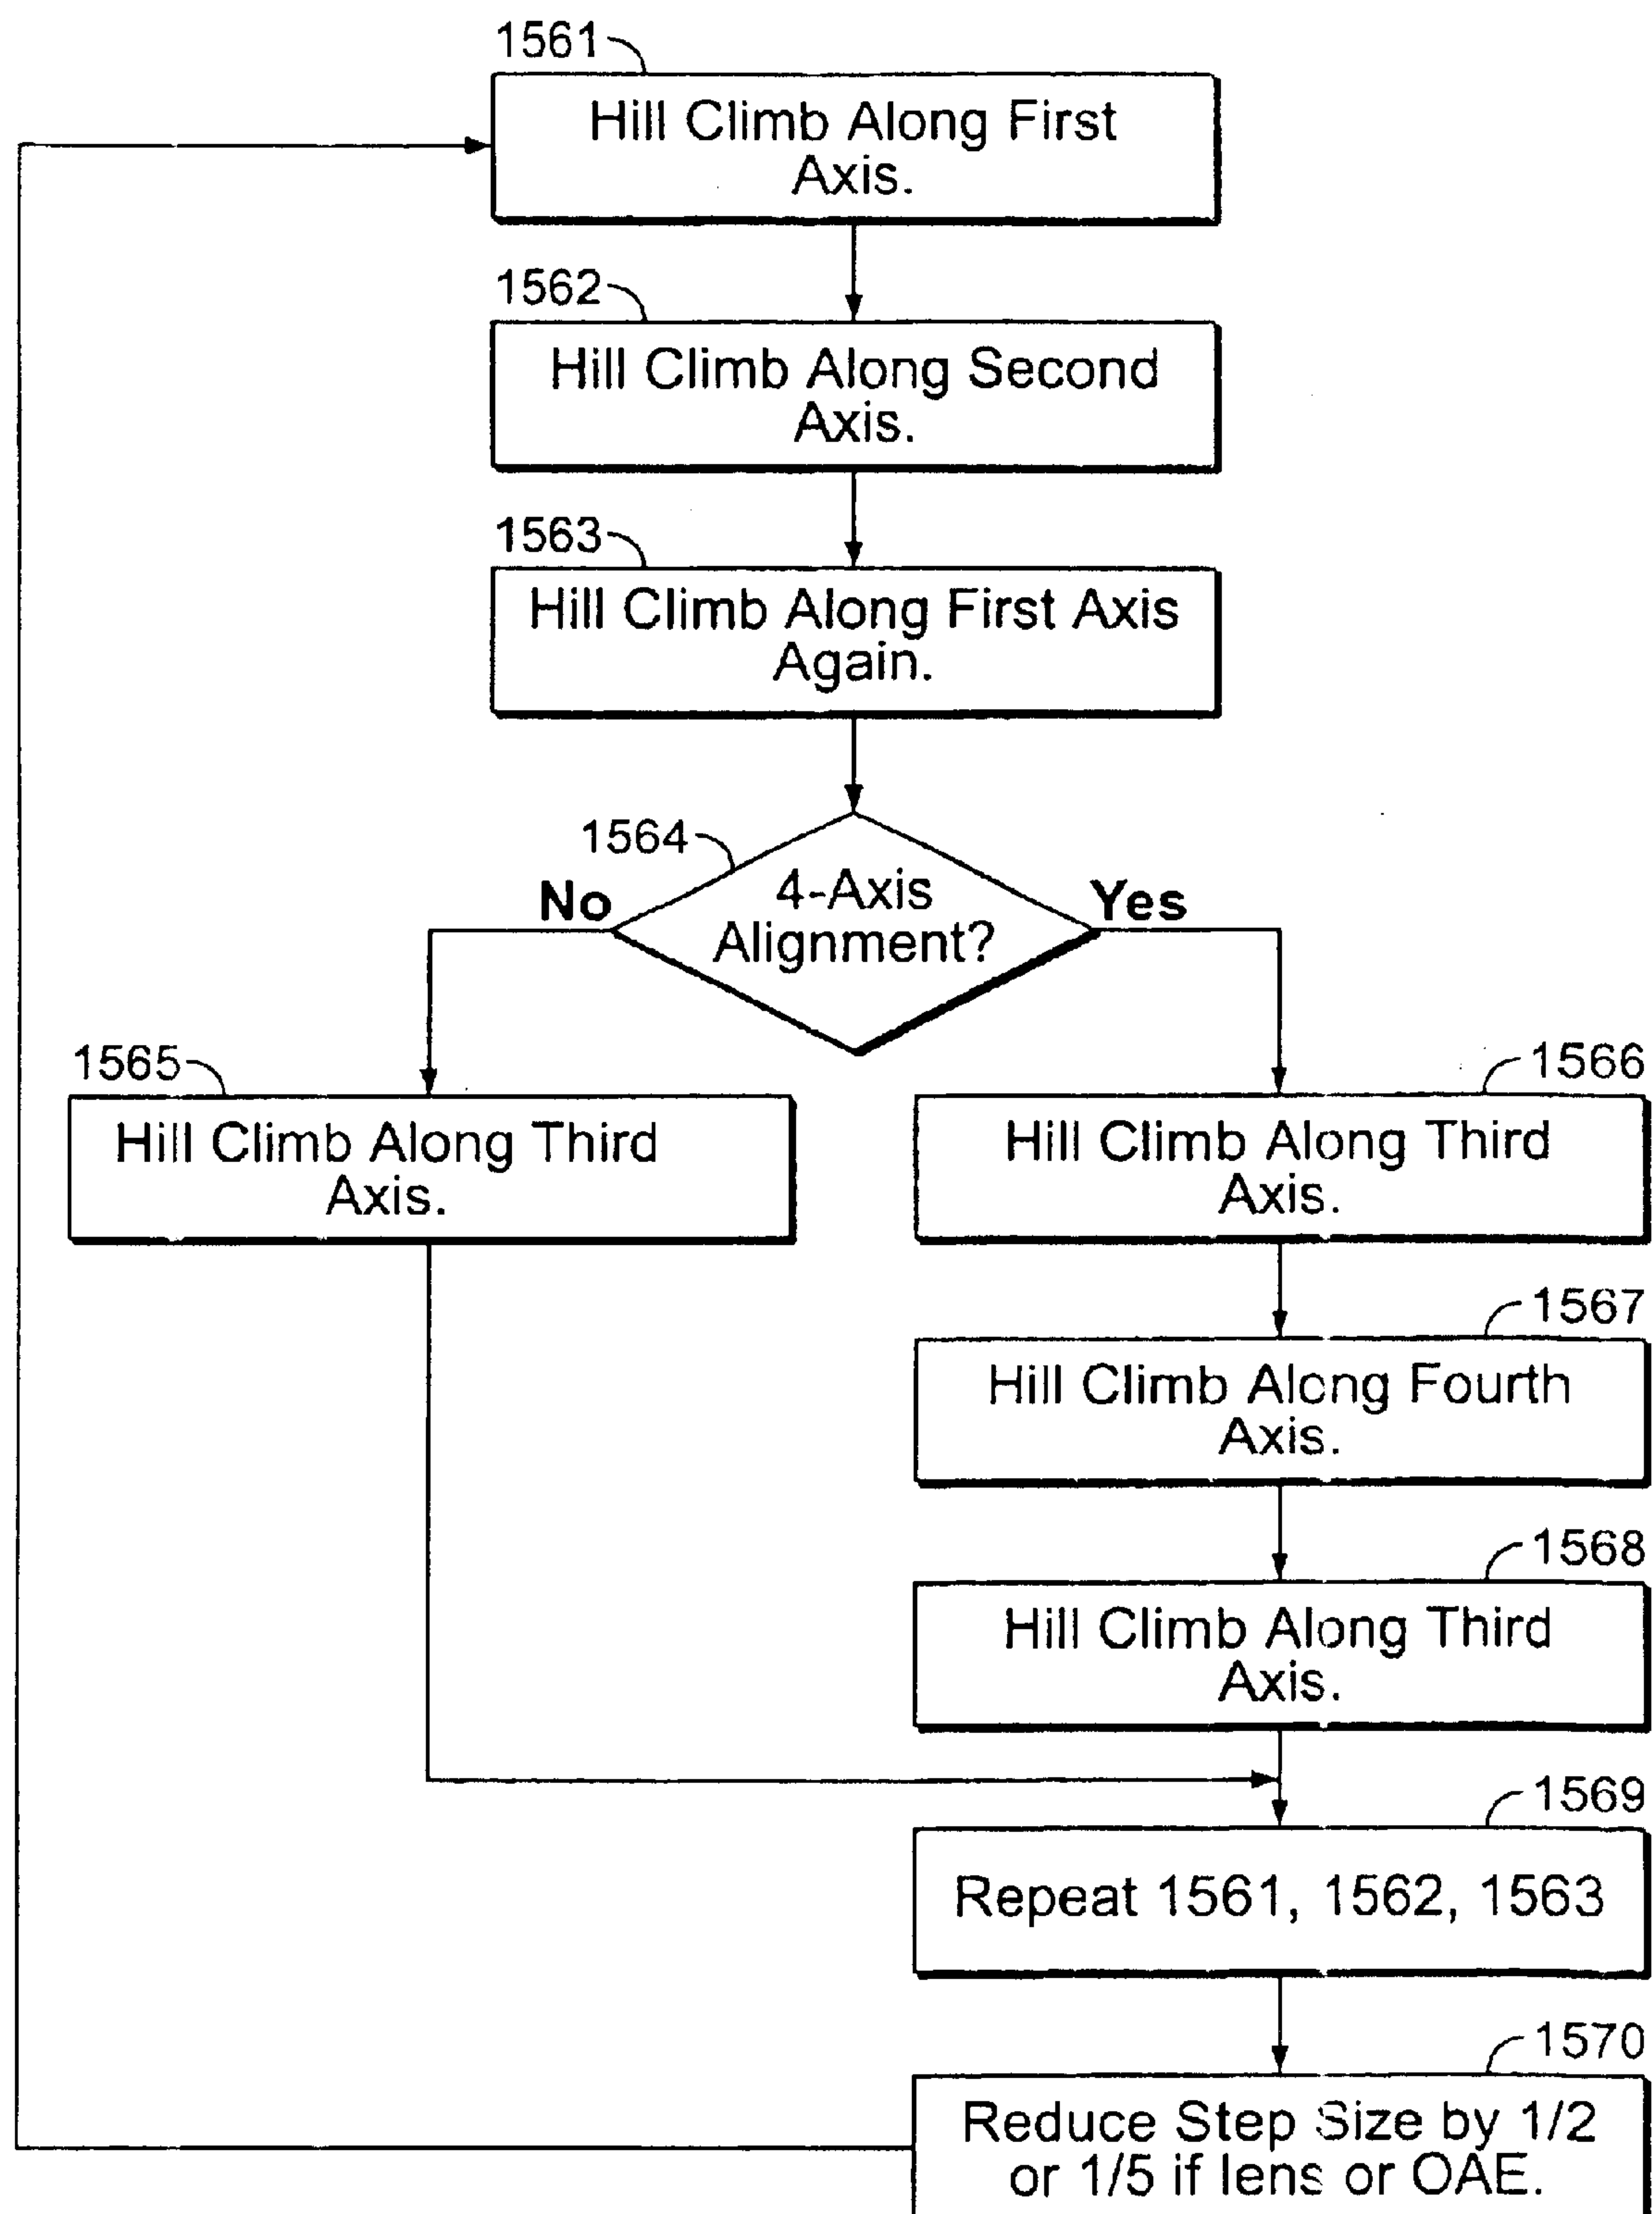 1561
Hill Climb Along First
Axis.
1562
Hill Climb Along Second
Axis.
1563
Hill Climb Along First Axis
Again.
1564
4-Axis
Alignment?
No
Yes
1565
Hill Climb Along Third
Axis.
1566
Hill Climb Along Third
Axis.
1567
Hill Climb Along Fourth
Axis.
1568
Hill Climb Along Third
Axis.
1569
Repeat 1561, 1562, 1563
1570
Reduce Step Size by 1/2
or 1/5 if lens or OAE.